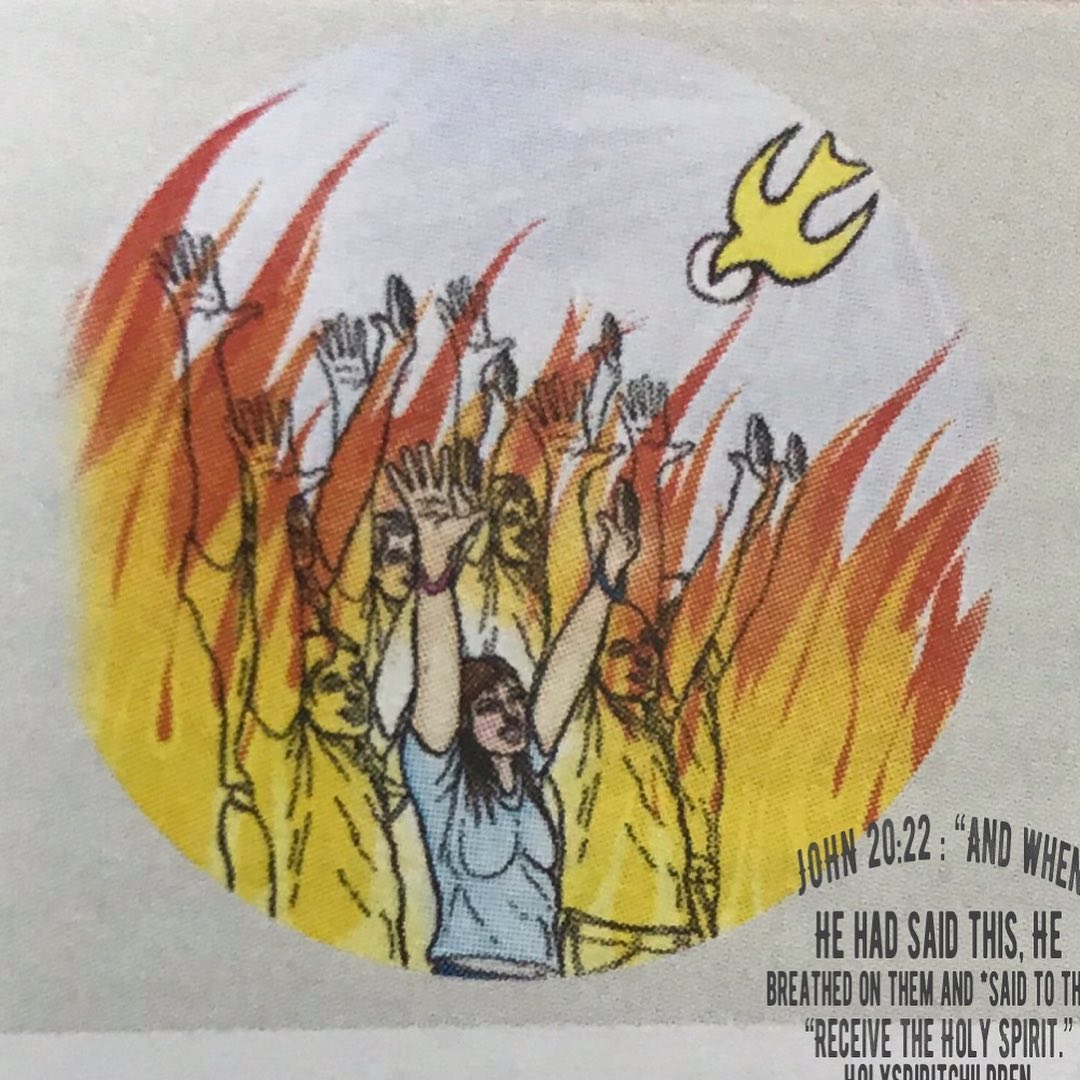 JOHN 20:22 : “AND WHEN
HE HAD SAID THIS, HE
BREATHED ON THEM AND *SAID TO TH
“RECEIVE THE HOLY SPIRIT.”
HOLYSPIRITCHILDREN